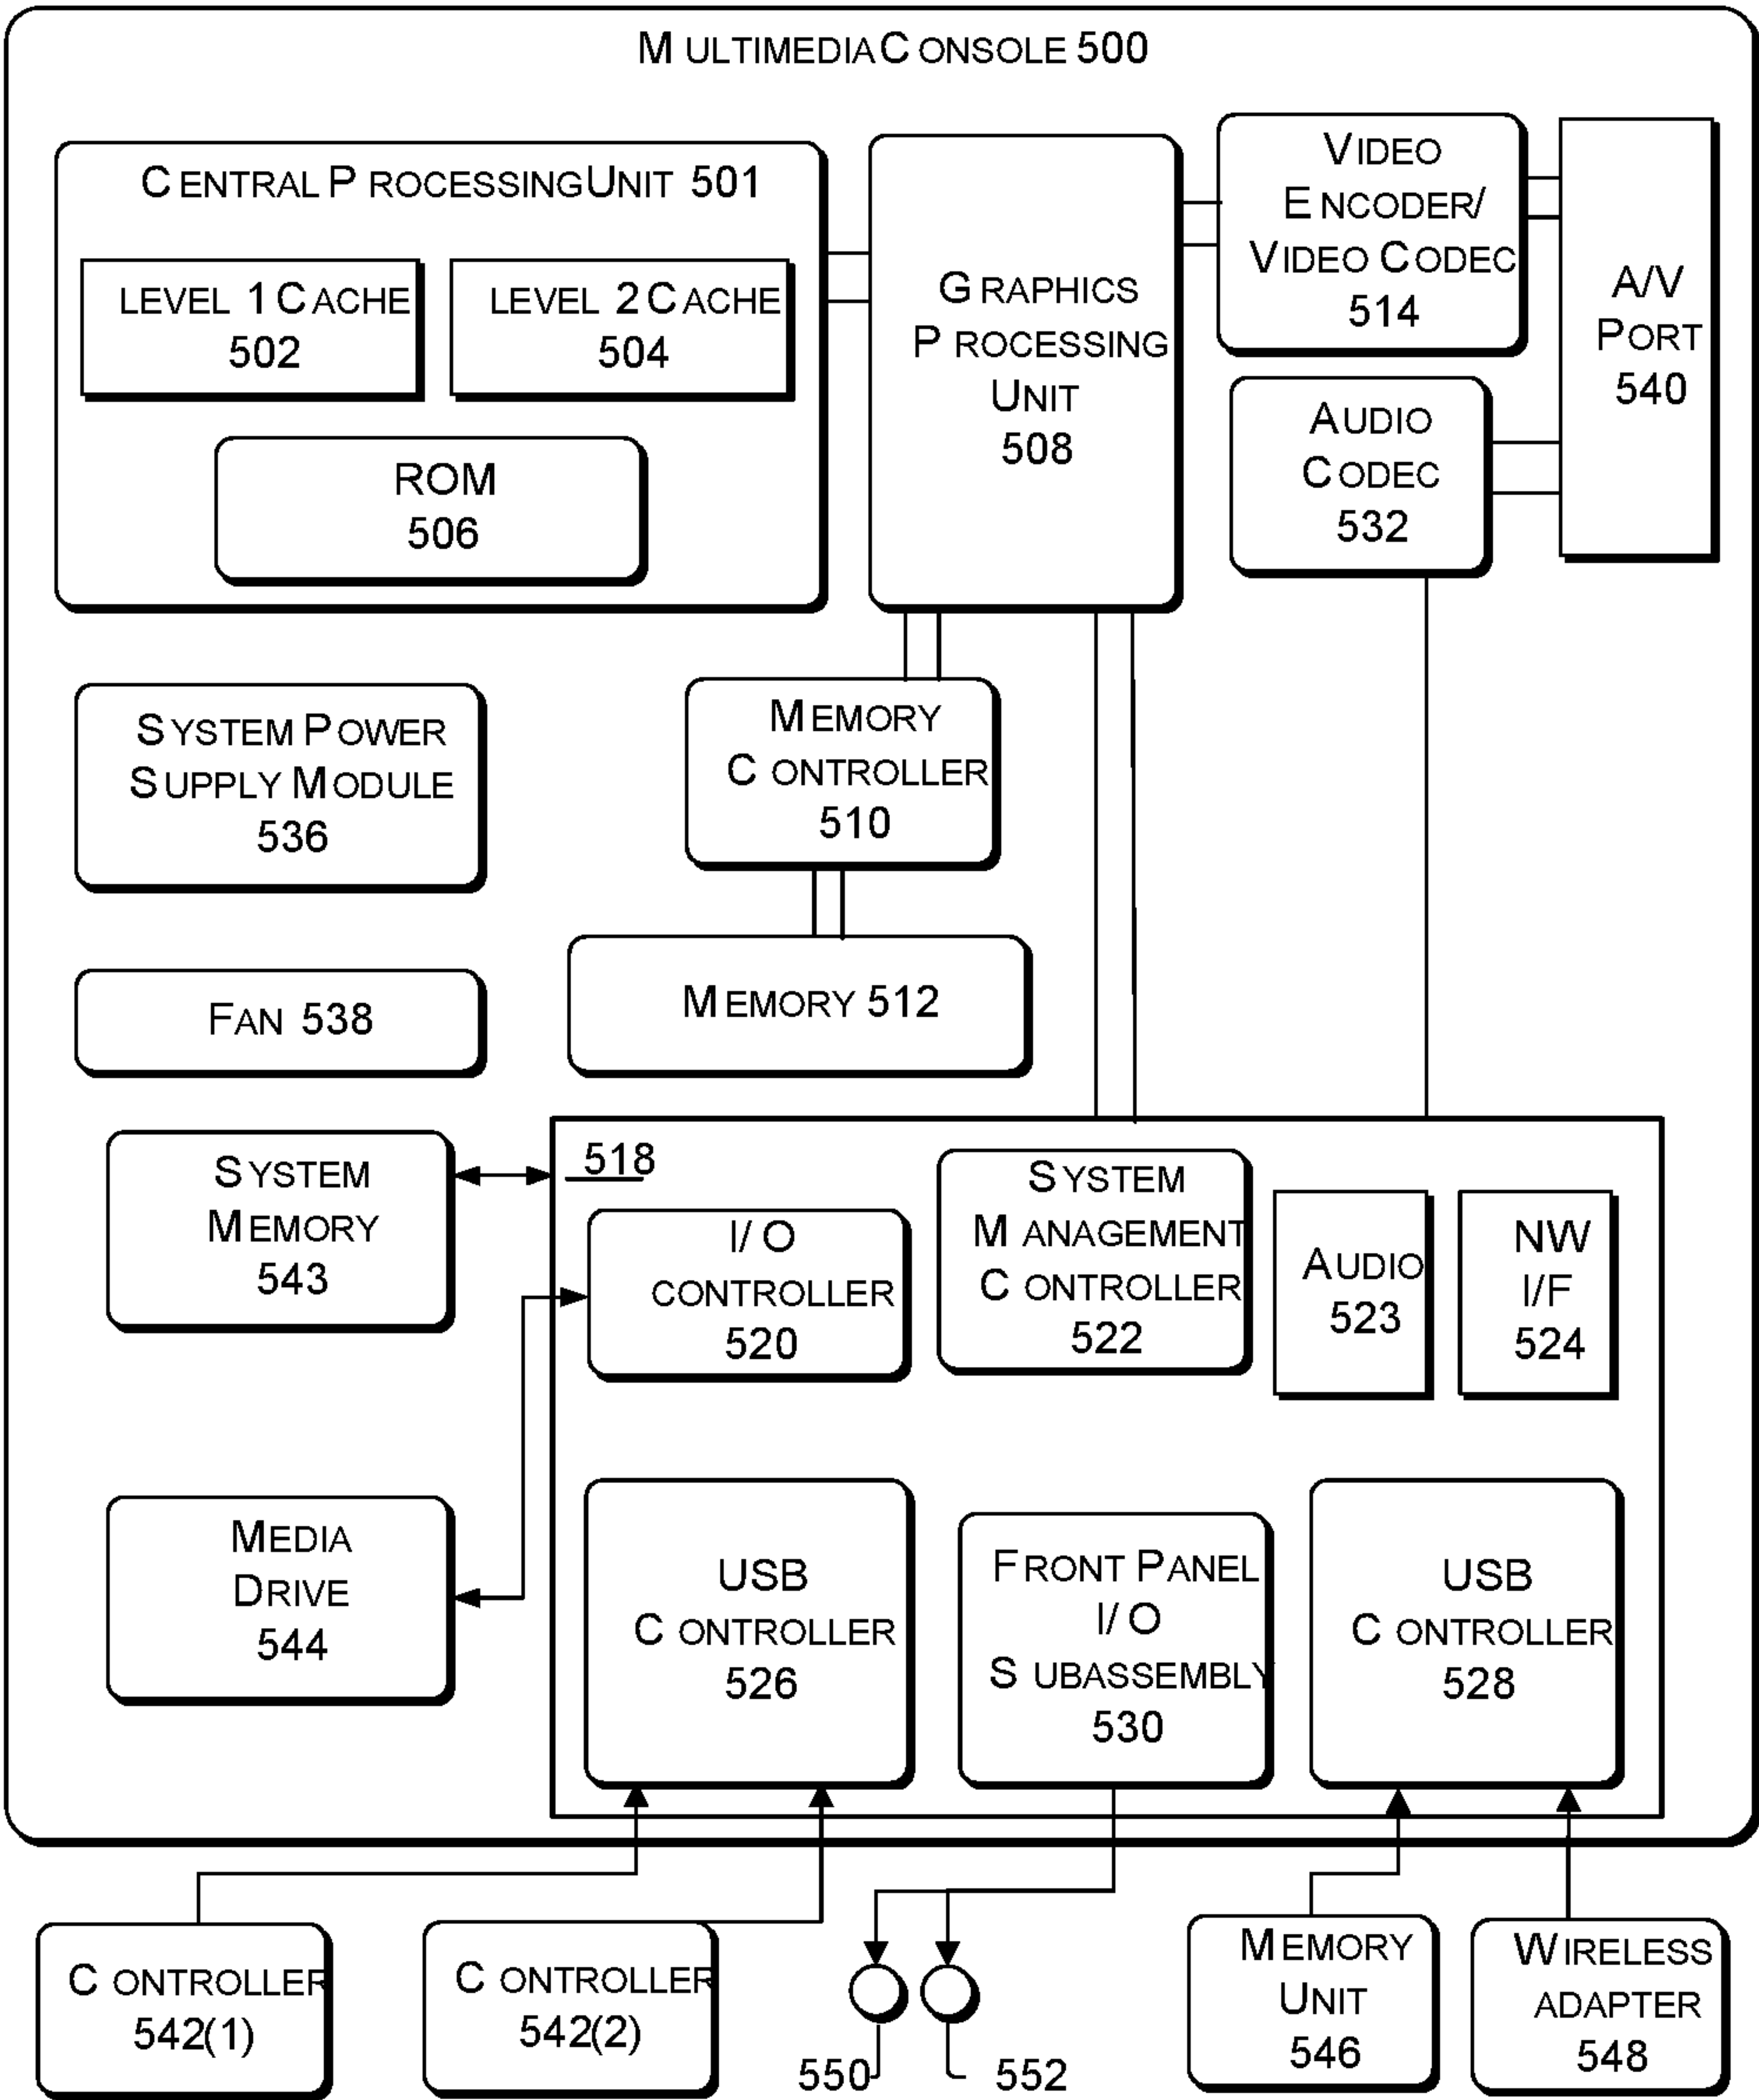 MULTIMEDIA CONSOLE 500
CENTRAL PROCESSING UNIT 501
LEVEL 1 CACHE
502
LEVEL 2 CACHE
504
ROM
506
GRAPHICS
PROCESSING
UNIT
508
VIDEO
ENCODER/
VIDEO CODEC
514
A/V
PORT
540
AUDIO
CODEC
532
SYSTEM POWER
SUPPLY MODULE
536
MEMORY
CONTROLLER
510
FAN 538
MEMORY 512
SYSTEM
MEMORY
543
518
I/O
CONTROLLER
520
SYSTEM
MANAGEMENT
CONTROLLER
522
AUDIO
523
NW
I/F
524
MEDIA
DRIVE
544
USB
CONTROLLER
526
FRONT PANEL
I/O
SUBASSEMBLY
530
USB
CONTROLLER
528
CONTROLLER
542(1)
CONTROLLER
542(2)
550
552
MEMORY
UNIT
546
WIRELESS
ADAPTER
548